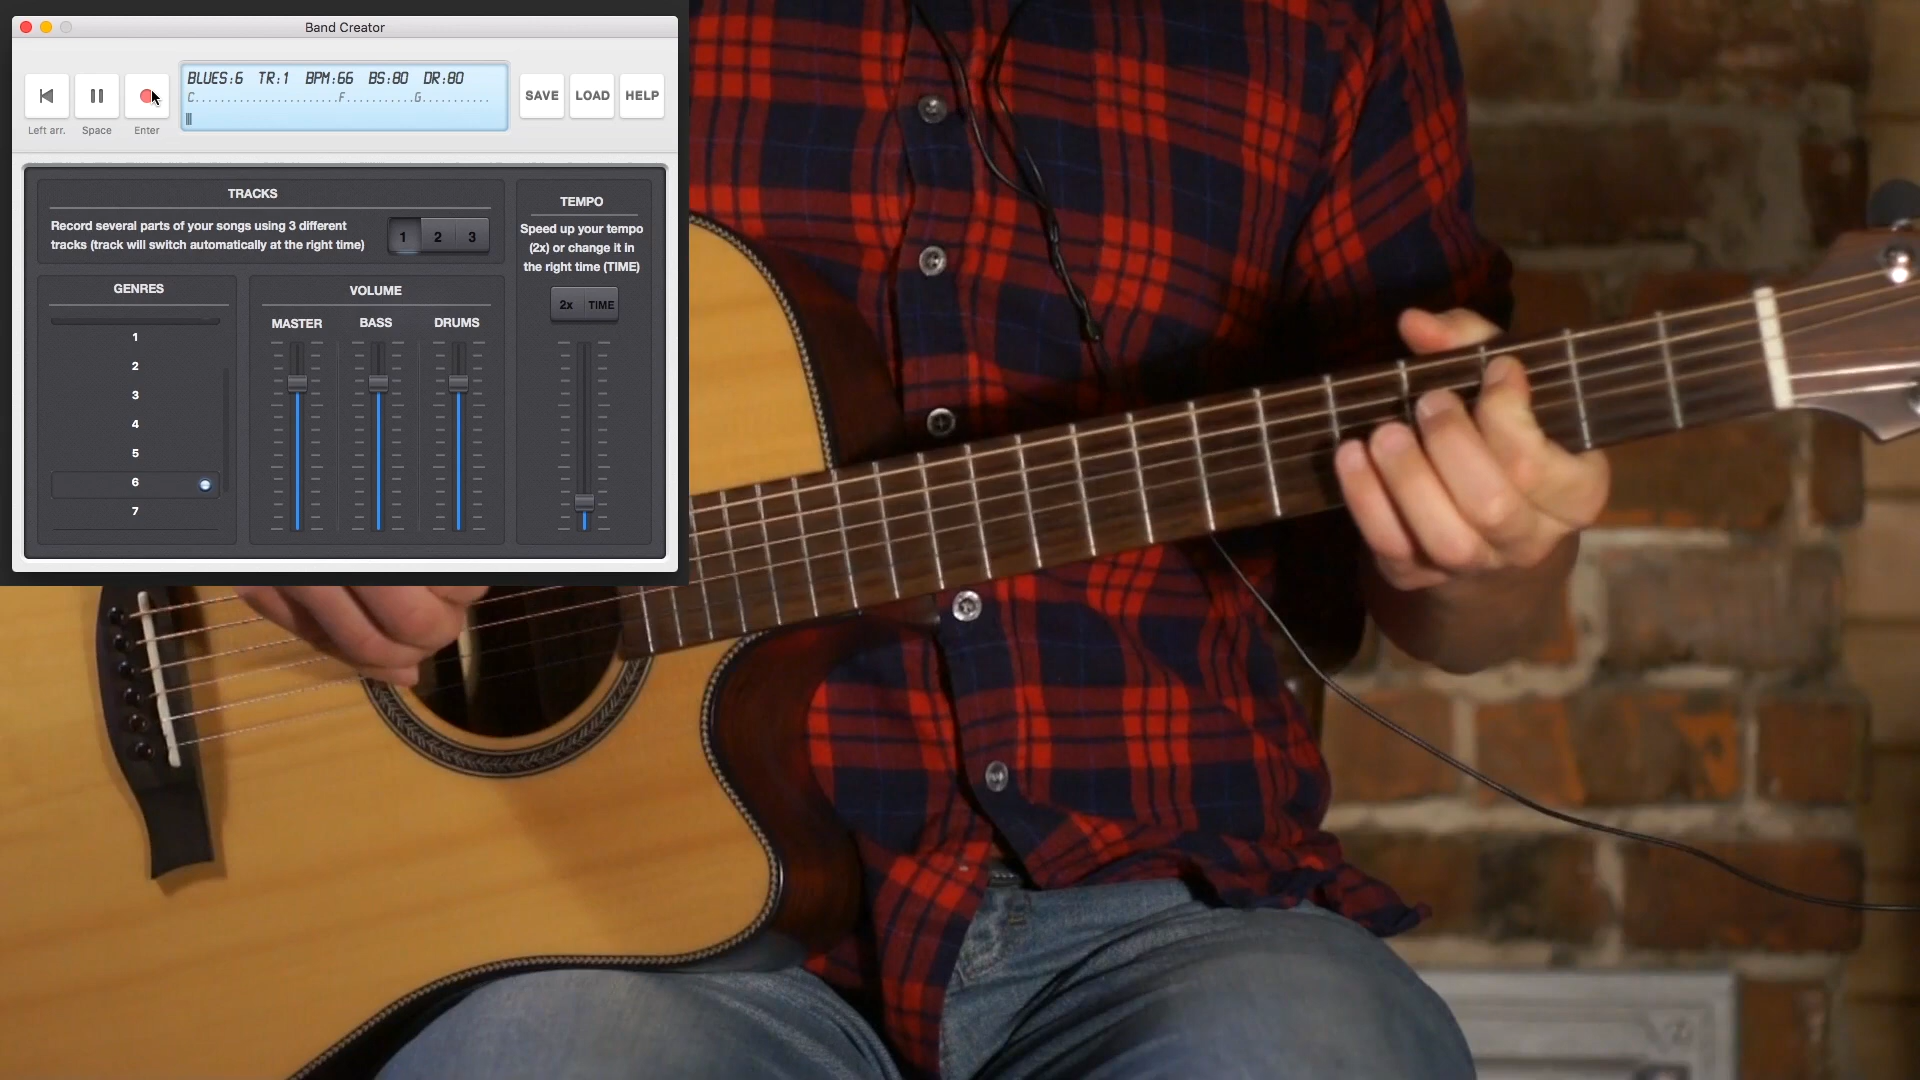 Band Creator
BLUES:6 TR:1 BPM:66 BS:80 DR:80
C......................F...........G...........
SAVE
LOAD
HELP
Left arr.
Space
Enter
TRACKS
Record several parts of your songs using 3 different
tracks (track will switch automatically at the right time)
1 2 3
TEMPO
Speed up your tempo
(2x) or change it in
the right time (TIME)
2x TIME
GENRES
1
2
3
4
5
6
7
VOLUME
MASTER
BASS
DRUMS